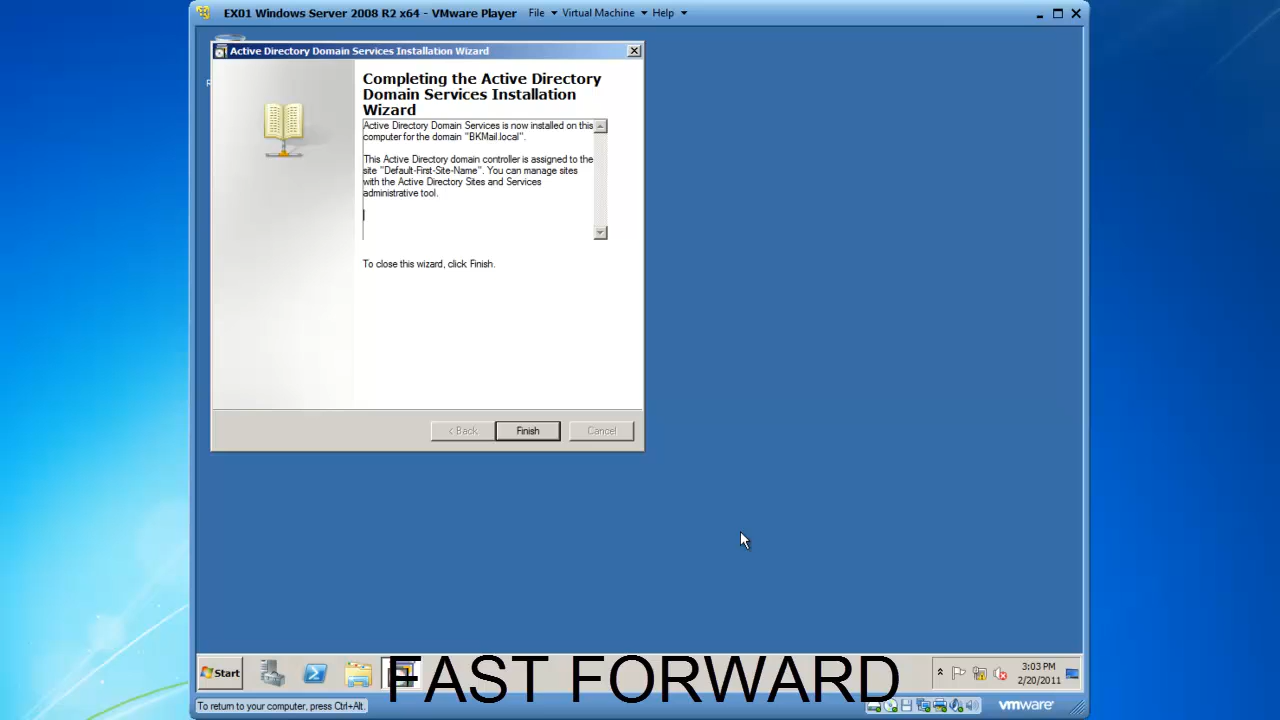 EX01 Windows Server 2008 R2 x64 - VMware Player File Virtual Machine Help
Active Directory Domain Services Installation Wizard
Completing the Active Directory
Domain Services Installation
Wizard
Active Directory Domain Services is now installed on this
computer for the domain "BKMail.local".
This Active Directory domain controller is assigned to the
site "Default-First-Site-Name". You can manage sites
with the Active Directory Sites and Services
administrative tool.
To close this wizard, click Finish.
< Back Finish Cancel
Start
3:03 PM
2/20/2011
FAST FORWARD
To return to your computer, press Ctrl+Alt.
vmware